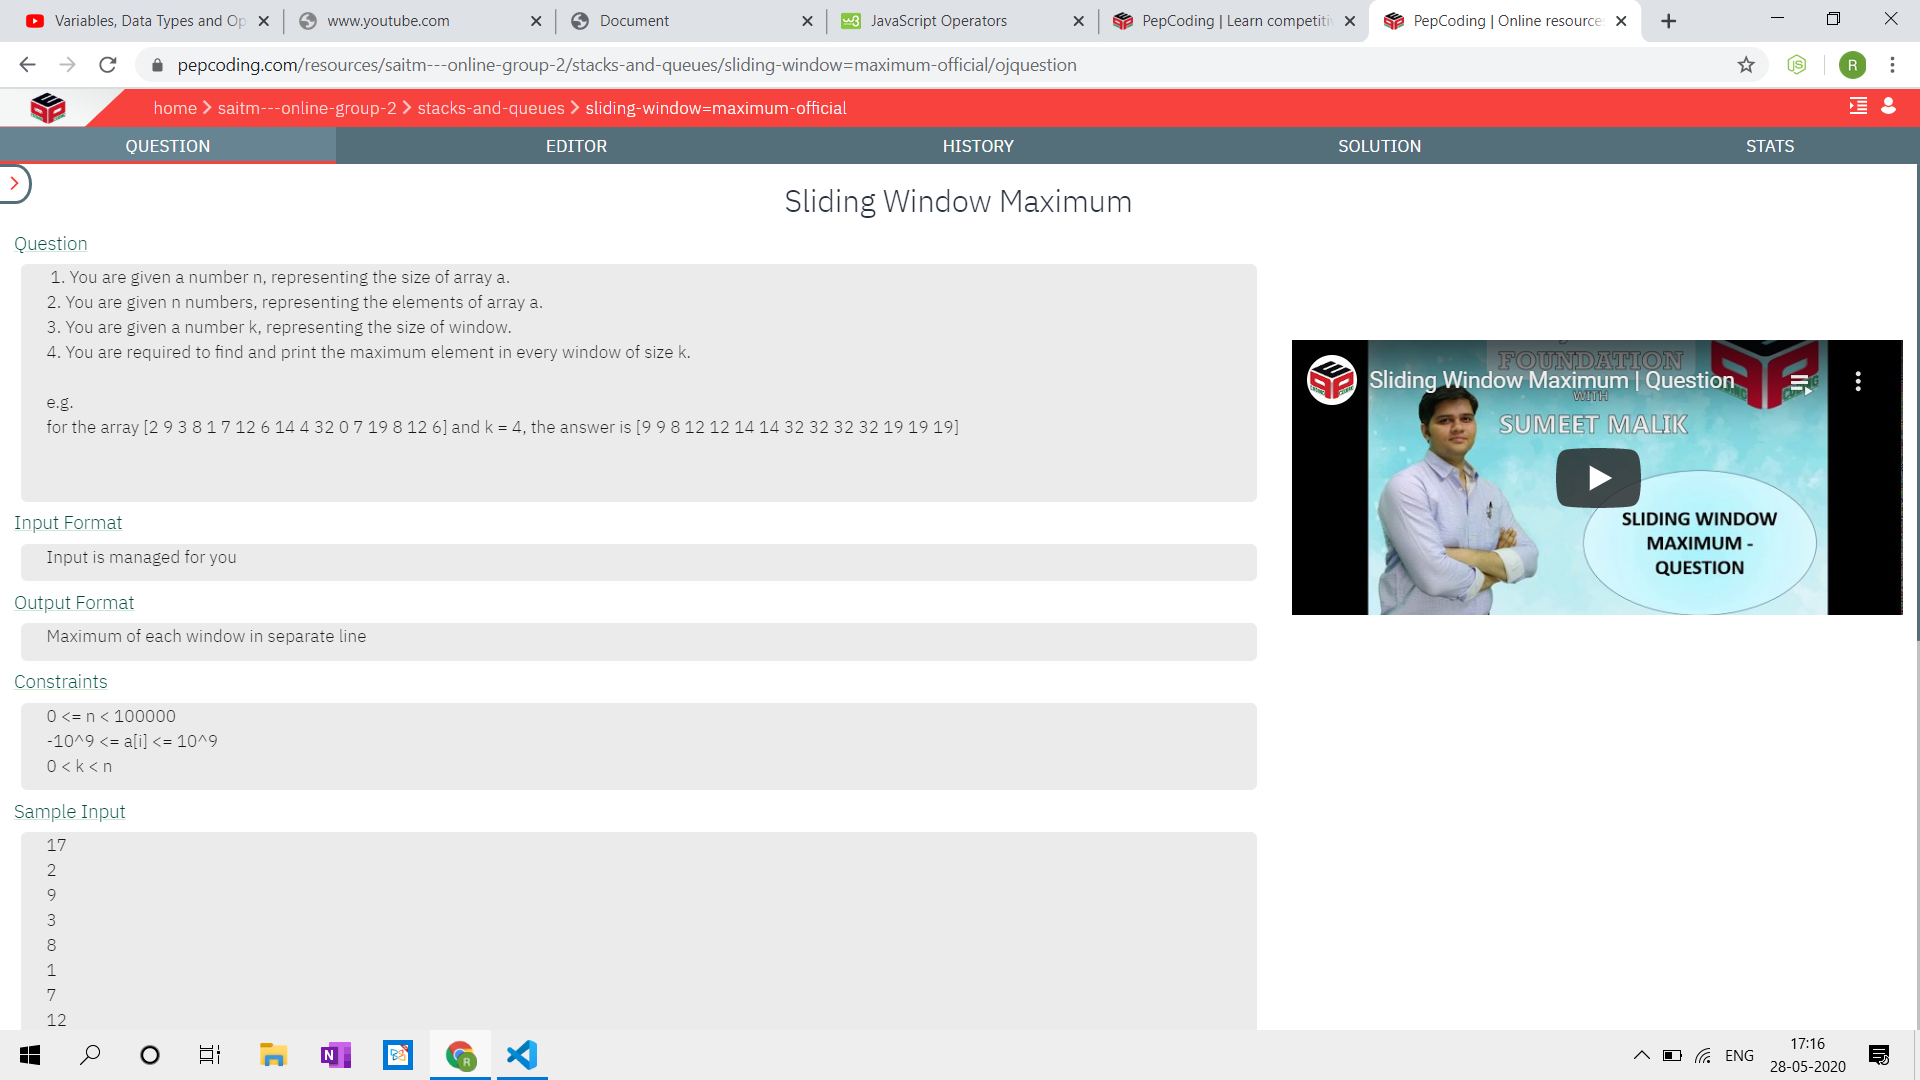 Variables, Data Types and Op
www.youtube.com
Document
JavaScript Operators
PepCoding | Learn competiti
PepCoding | Online resource
pepcoding.com/resources/saitm---online-group-2/stacks-and-queues/sliding-window=maximum-official/ojquestion
R
home > saitm---online-group-2 > stacks-and-queues > sliding-window=maximum-official
QUESTION
EDITOR
HISTORY
SOLUTION
STATS
Sliding Window Maximum
Question
1. You are given a number n, representing the size of array a.
2. You are given n numbers, representing the elements of array a.
3. You are given a number k, representing the size of window.
4. You are required to find and print the maximum element in every window of size k.
e.g.
for the array [2 9 3 8 1 7 12 6 14 4 32 0 7 19 8 12 6] and k = 4, the answer is [9 9 8 12 12 14 14 32 32 32 32 19 19 19]
FOUNDATION
Sliding Window Maximum | Question
WITH
SUMEET MALIK
SLIDING WINDOW
MAXIMUM -
QUESTION
Input Format
Input is managed for you
Output Format
Maximum of each window in separate line
Constraints
0 <= n < 100000
-10^9 <= a[i] <= 10^9
0 < k < n
Sample Input
17
2
9
3
8
1
7
12
ENG
17:16
28-05-2020